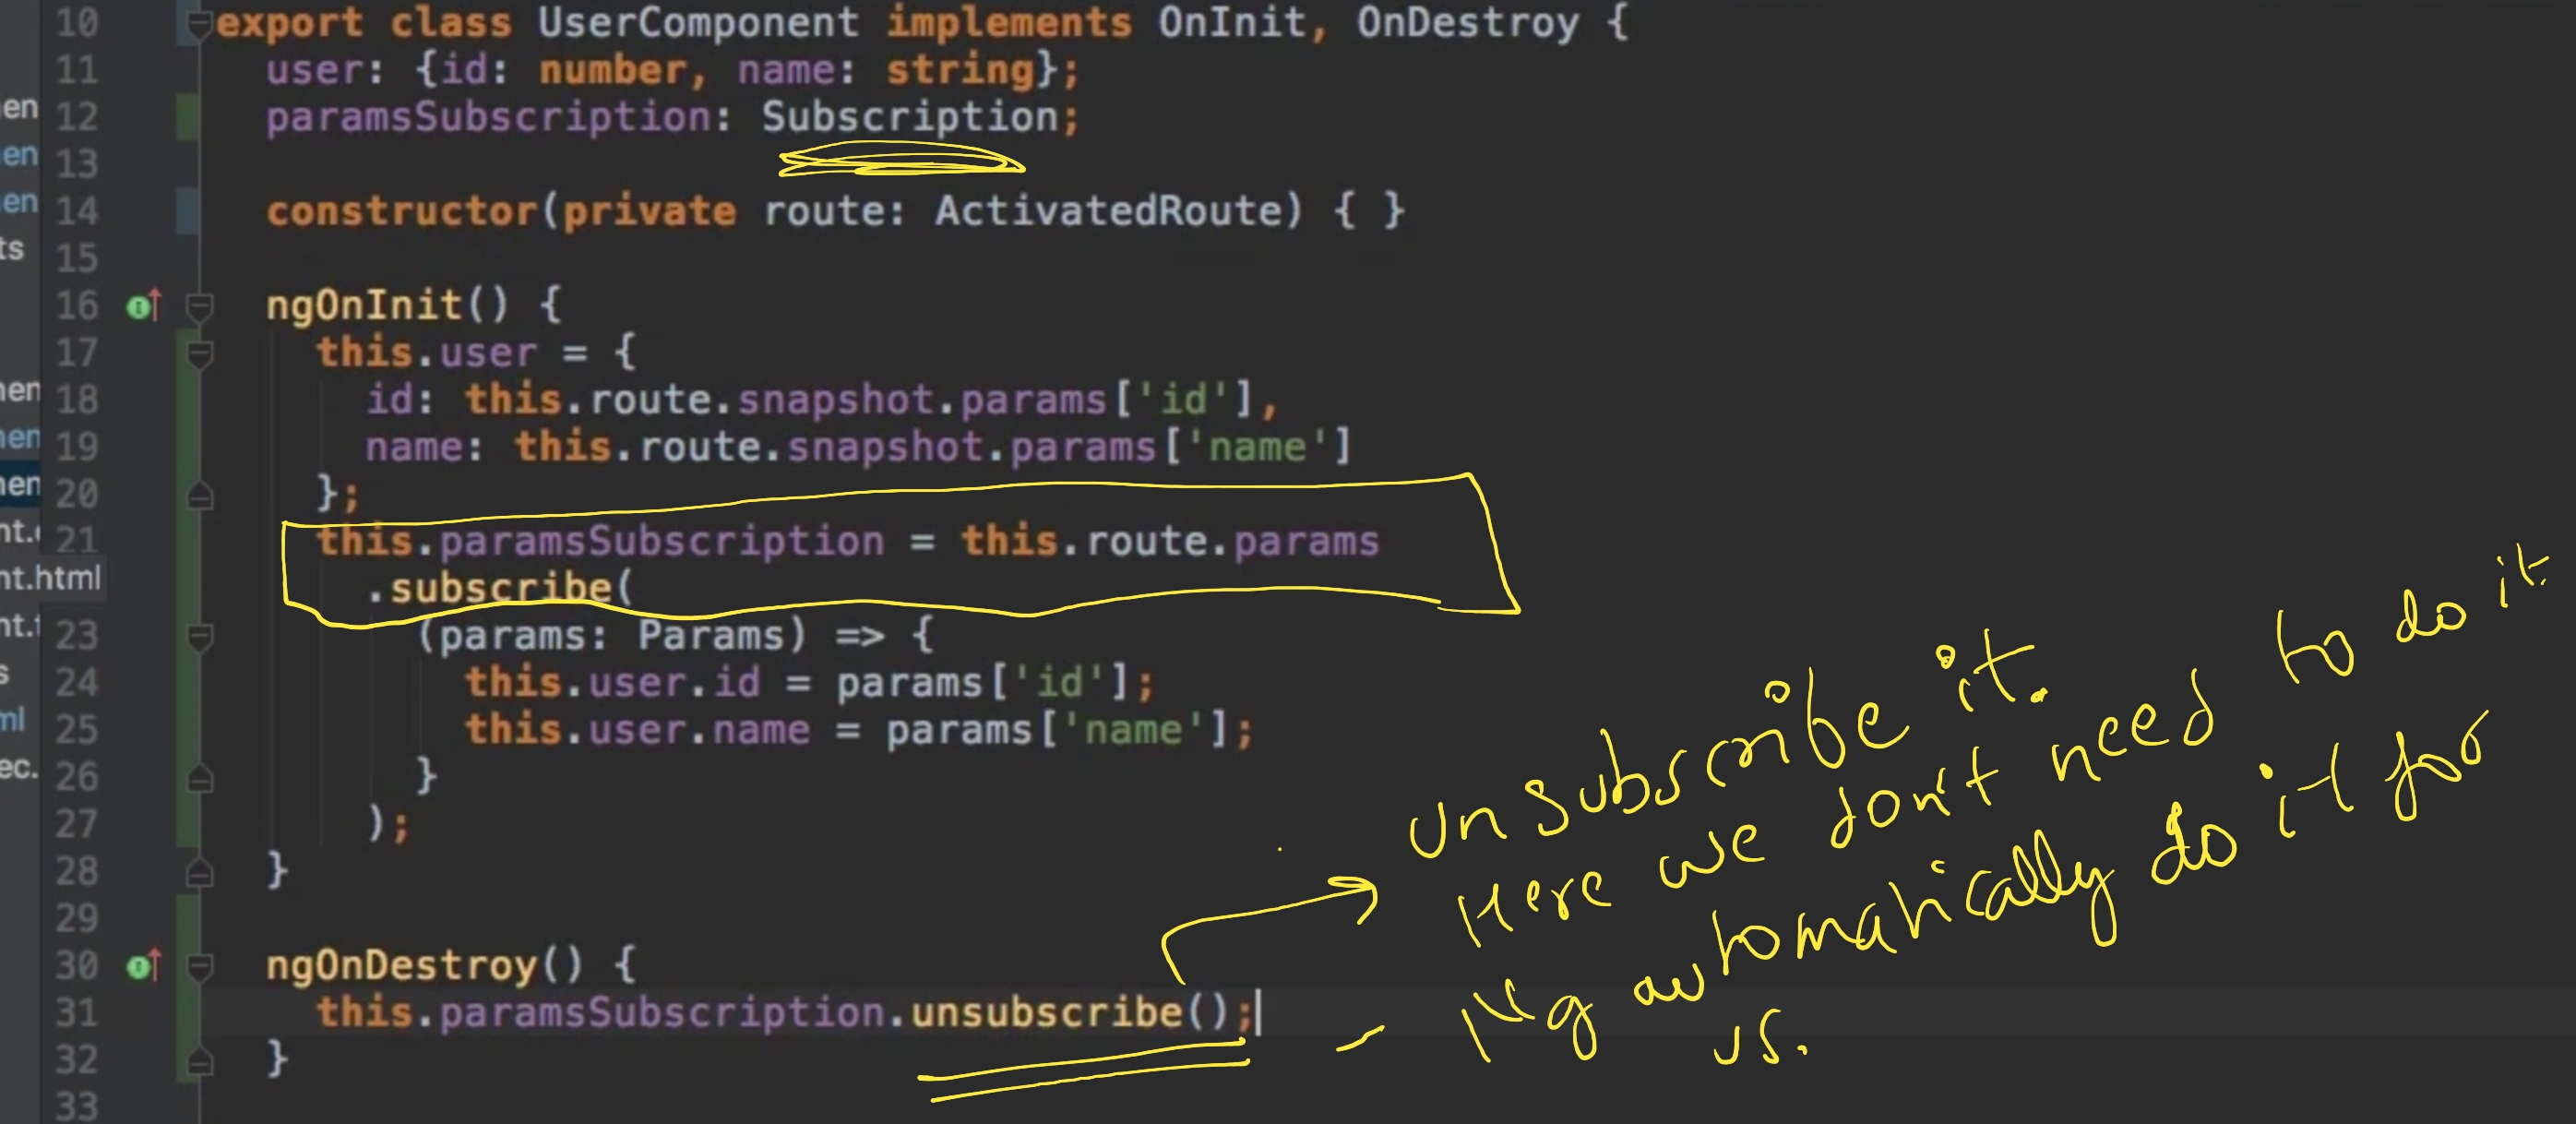 10 export class UserComponent implements OnInit, OnDestroy {
11 user: {id: number, name: string};
en 12 paramsSubscription: Subscription;
en 13
en 14 constructor(private route: ActivatedRoute) { }
ts 15
16 ngOnInit() {
17 this.user = {
en 18 id: this.route.snapshot.params['id'],
en 19 name: this.route.snapshot.params['name']
en 20 };
nt. 21 this.paramsSubscription = this.route.params
nt.html .subscribe(
nt. 23 (params: Params) => {
s 24 this.user.id = params['id'];
ml 25 this.user.name = params['name'];
ec. 26 }
27 );
28 }
29
30 ngOnDestroy() {
31 this.paramsSubscription.unsubscribe();
32 }
33
Unsubscribe it.
Here we don't need to do it
- Ng automatically do it for
us.